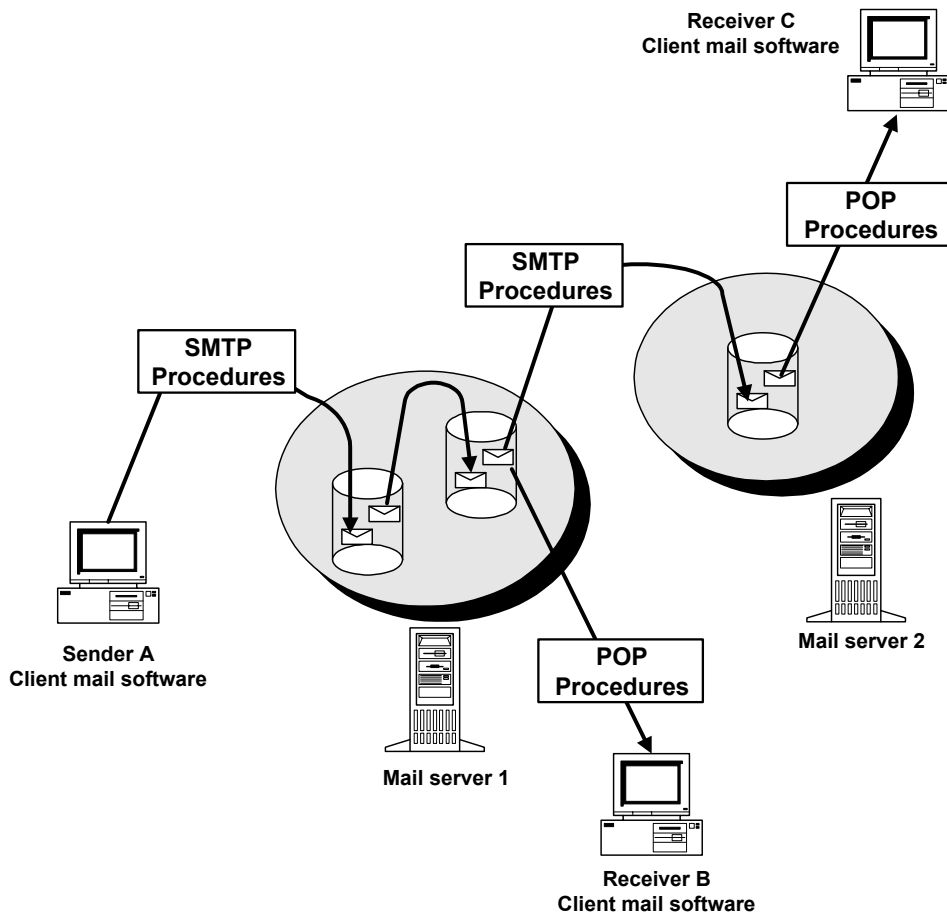 Receiver C
Client mail software
POP
Procedures
SMTP
Procedures
SMTP
Procedures
Sender A
Client mail software
Mail server 2
POP
Procedures
Mail server 1
Receiver B
Client mail software